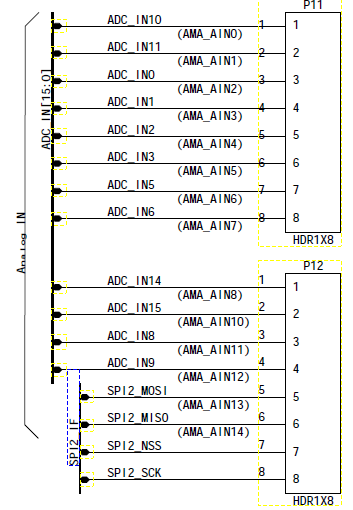 P11
ADC_IN10 1 1
(AMA_AIN0)
ADC_IN11 2 2
(AMA_AIN1)
ADC_IN0 3 3
(AMA_AIN2)
ADC_IN1 4 4
(AMA_AIN3)
ADC_IN2 5 5
(AMA_AIN4)
ADC_IN3 6 6
(AMA_AIN5)
ADC_IN5 7 7
(AMA_AIN6)
ADC_IN6 8 8
(AMA_AIN7)
HDR1X8
ADC_IN[15:0]
Analog IN
P12
ADC_IN14 1 1
(AMA_AIN8)
ADC_IN15 2 2
(AMA_AIN10)
ADC_IN8 3 3
(AMA_AIN11)
ADC_IN9 4 4
(AMA_AIN12)
SPI2_MOSI 5 5
(AMA_AIN13)
SPI2_MISO 6 6
(AMA_AIN14)
SPI2_NSS 7 7
SPI2_SCK 8 8
HDR1X8
SPI2_IF